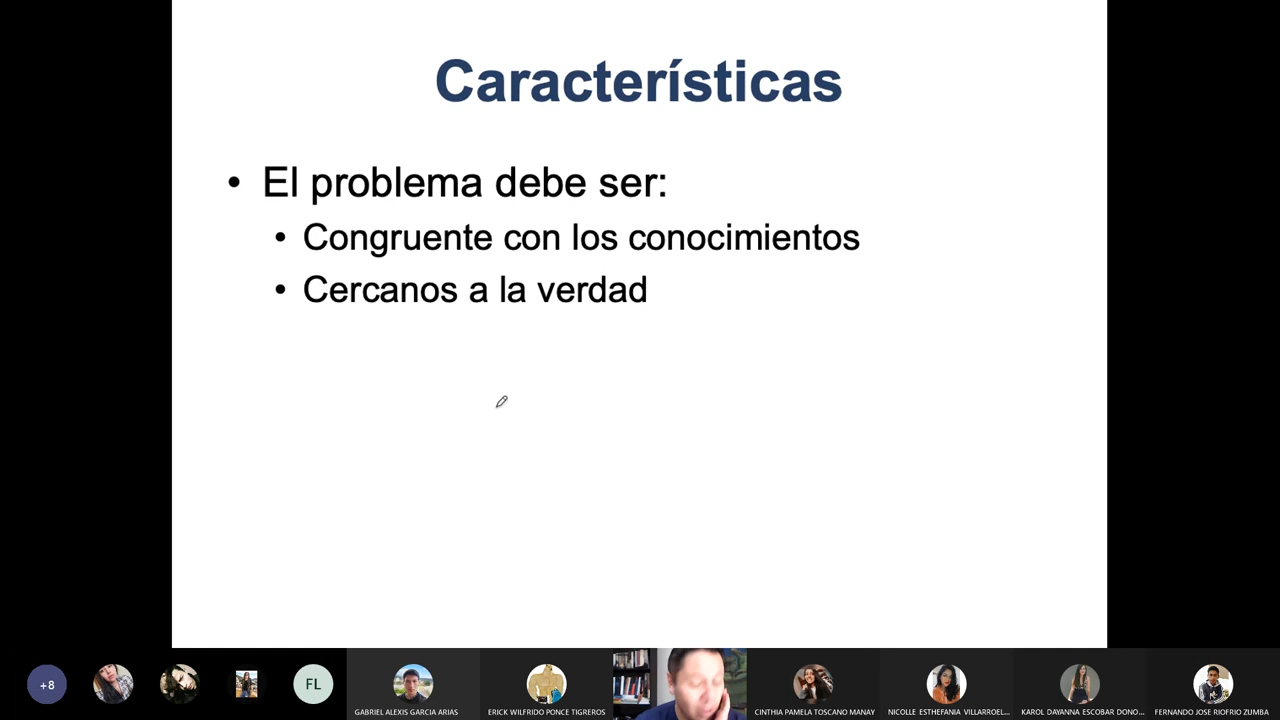 Características
• El problema debe ser:
• Congruente con los conocimientos
• Cercanos a la verdad
+8
FL
GABRIEL ALEXIS GARCIA ARIAS
ERICK WILFRIDO PONCE TIGREROS
CINTHIA PAMELA TOSCANO MANAY
NICOLLE ESTHEFANIA VILLARROEL...
KAROL DAYANNA ESCOBAR DONO...
FERNANDO JOSE RIOFRIO ZUMBA